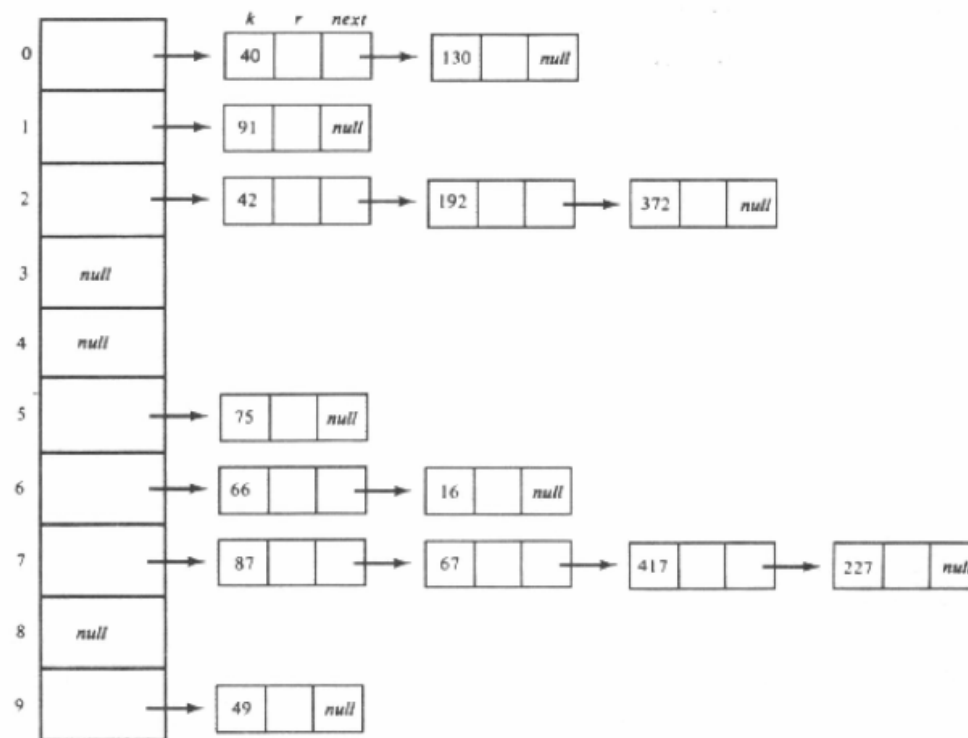 k r next
0 40 130 null
1 91 null
2 42 192 372 null
3 null
4 null
5 75 null
6 66 16 null
7 87 67 417 227 null
8 null
9 49 null